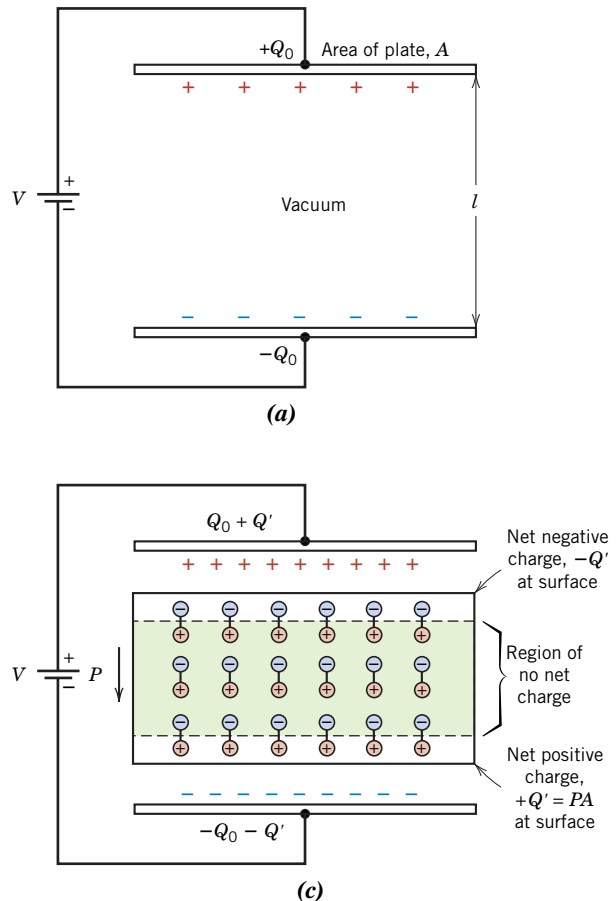 +Q₀ Area of plate, A
+ + + + +
V
+
−
Vacuum
l
− − − − −
−Q₀
(a)
Q₀ + Q'
+ + + + + + + + +
Net negative
charge, −Q'
at surface
− − − − − −
+ + + + + +
V
+
−
P
− − − − − −
+ + + + + +
Region of
no net
charge
− − − − − −
+ + + + + +
Net positive
charge,
+Q' = PA
at surface
− − − − − − − − −
−Q₀ − Q'
(c)